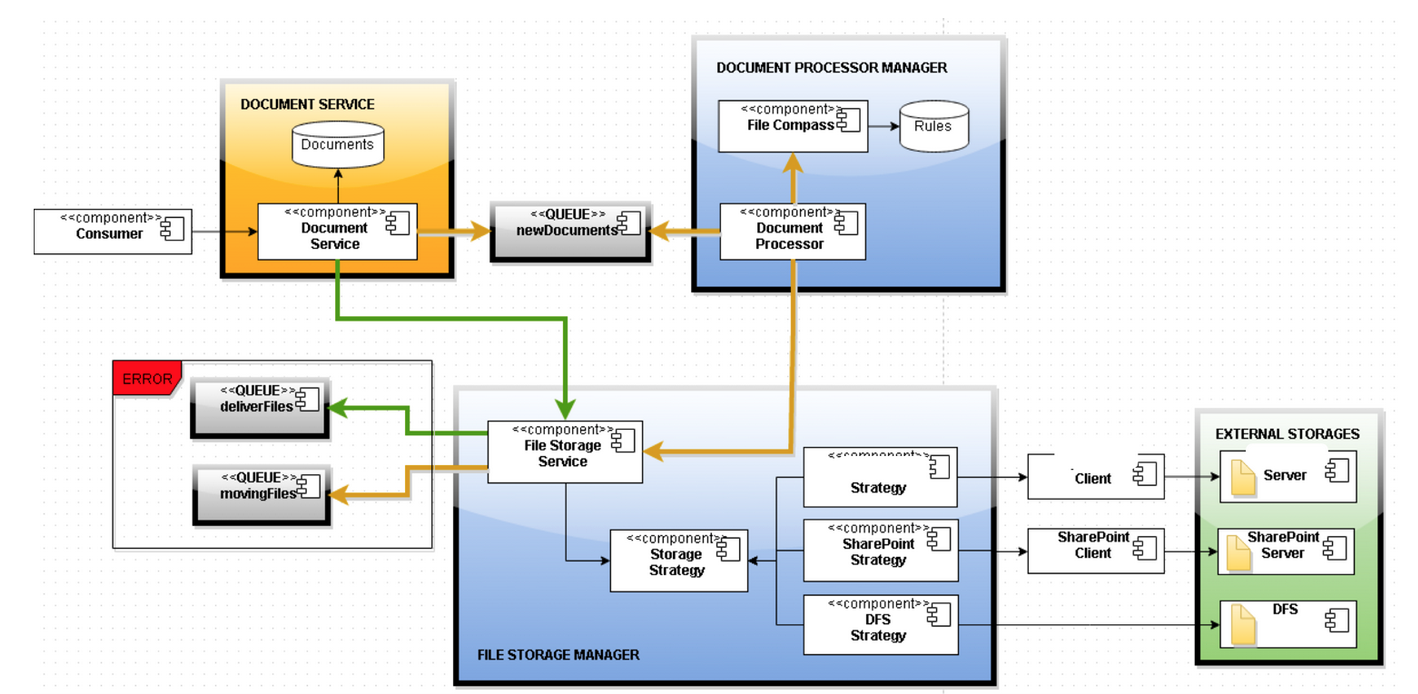 DOCUMENT PROCESSOR MANAGER
<<component>>
File Compass
Rules
DOCUMENT SERVICE
Documents
<<component>>
Consumer
<<component>>
Document
Service
<<QUEUE>>
newDocuments
<<component>>
Document
Processor
ERROR
<<QUEUE>>
deliverFiles
<<QUEUE>>
movingFiles
<<component>>
File Storage
Service
<<component>>
Storage
Strategy
Strategy
<<component>>
SharePoint
Strategy
<<component>>
DFS
Strategy
FILE STORAGE MANAGER
Client
SharePoint
Client
EXTERNAL STORAGES
Server
SharePoint
Server
DFS